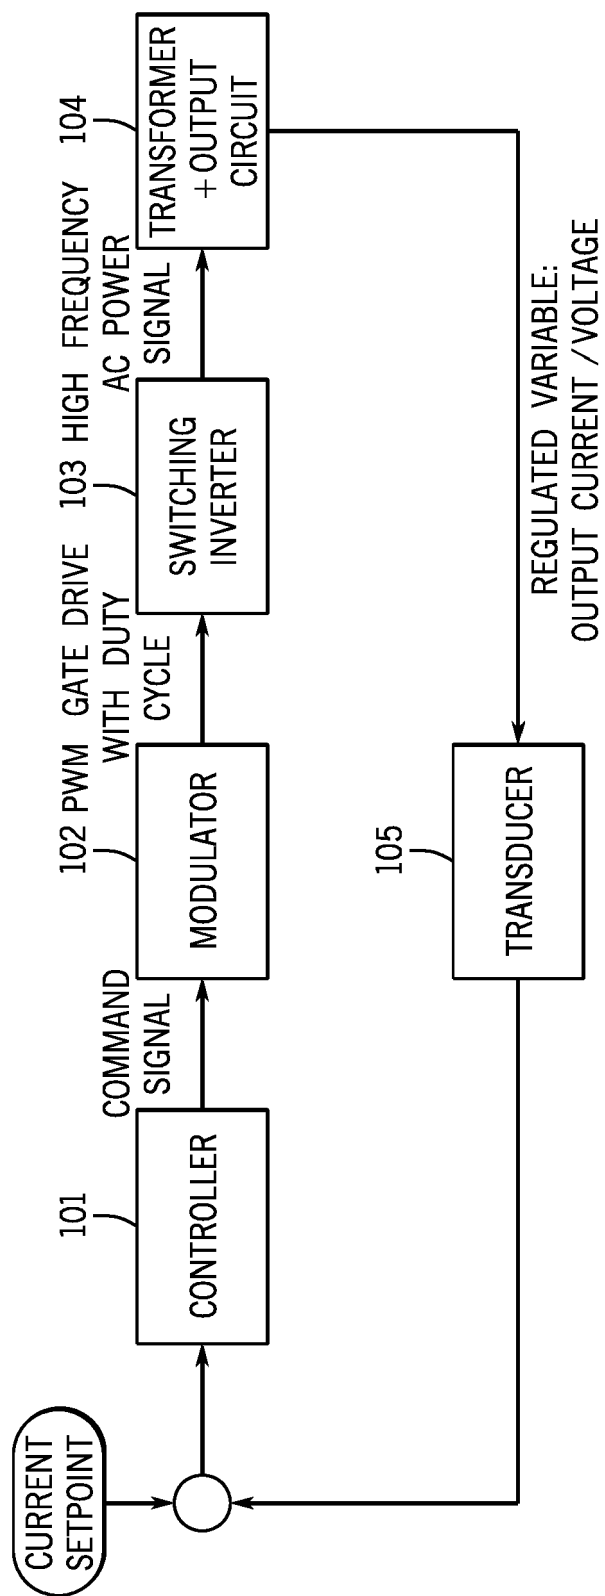 CURRENT
SETPOINT
101
CONTROLLER
COMMAND
SIGNAL
102
MODULATOR
PWM GATE DRIVE
WITH DUTY
CYCLE
103
SWITCHING
INVERTER
HIGH FREQUENCY
AC POWER
SIGNAL
104
TRANSFORMER
+OUTPUT
CIRCUIT
105
TRANSDUCER
REGULATED VARIABLE:
OUTPUT CURRENT/VOLTAGE